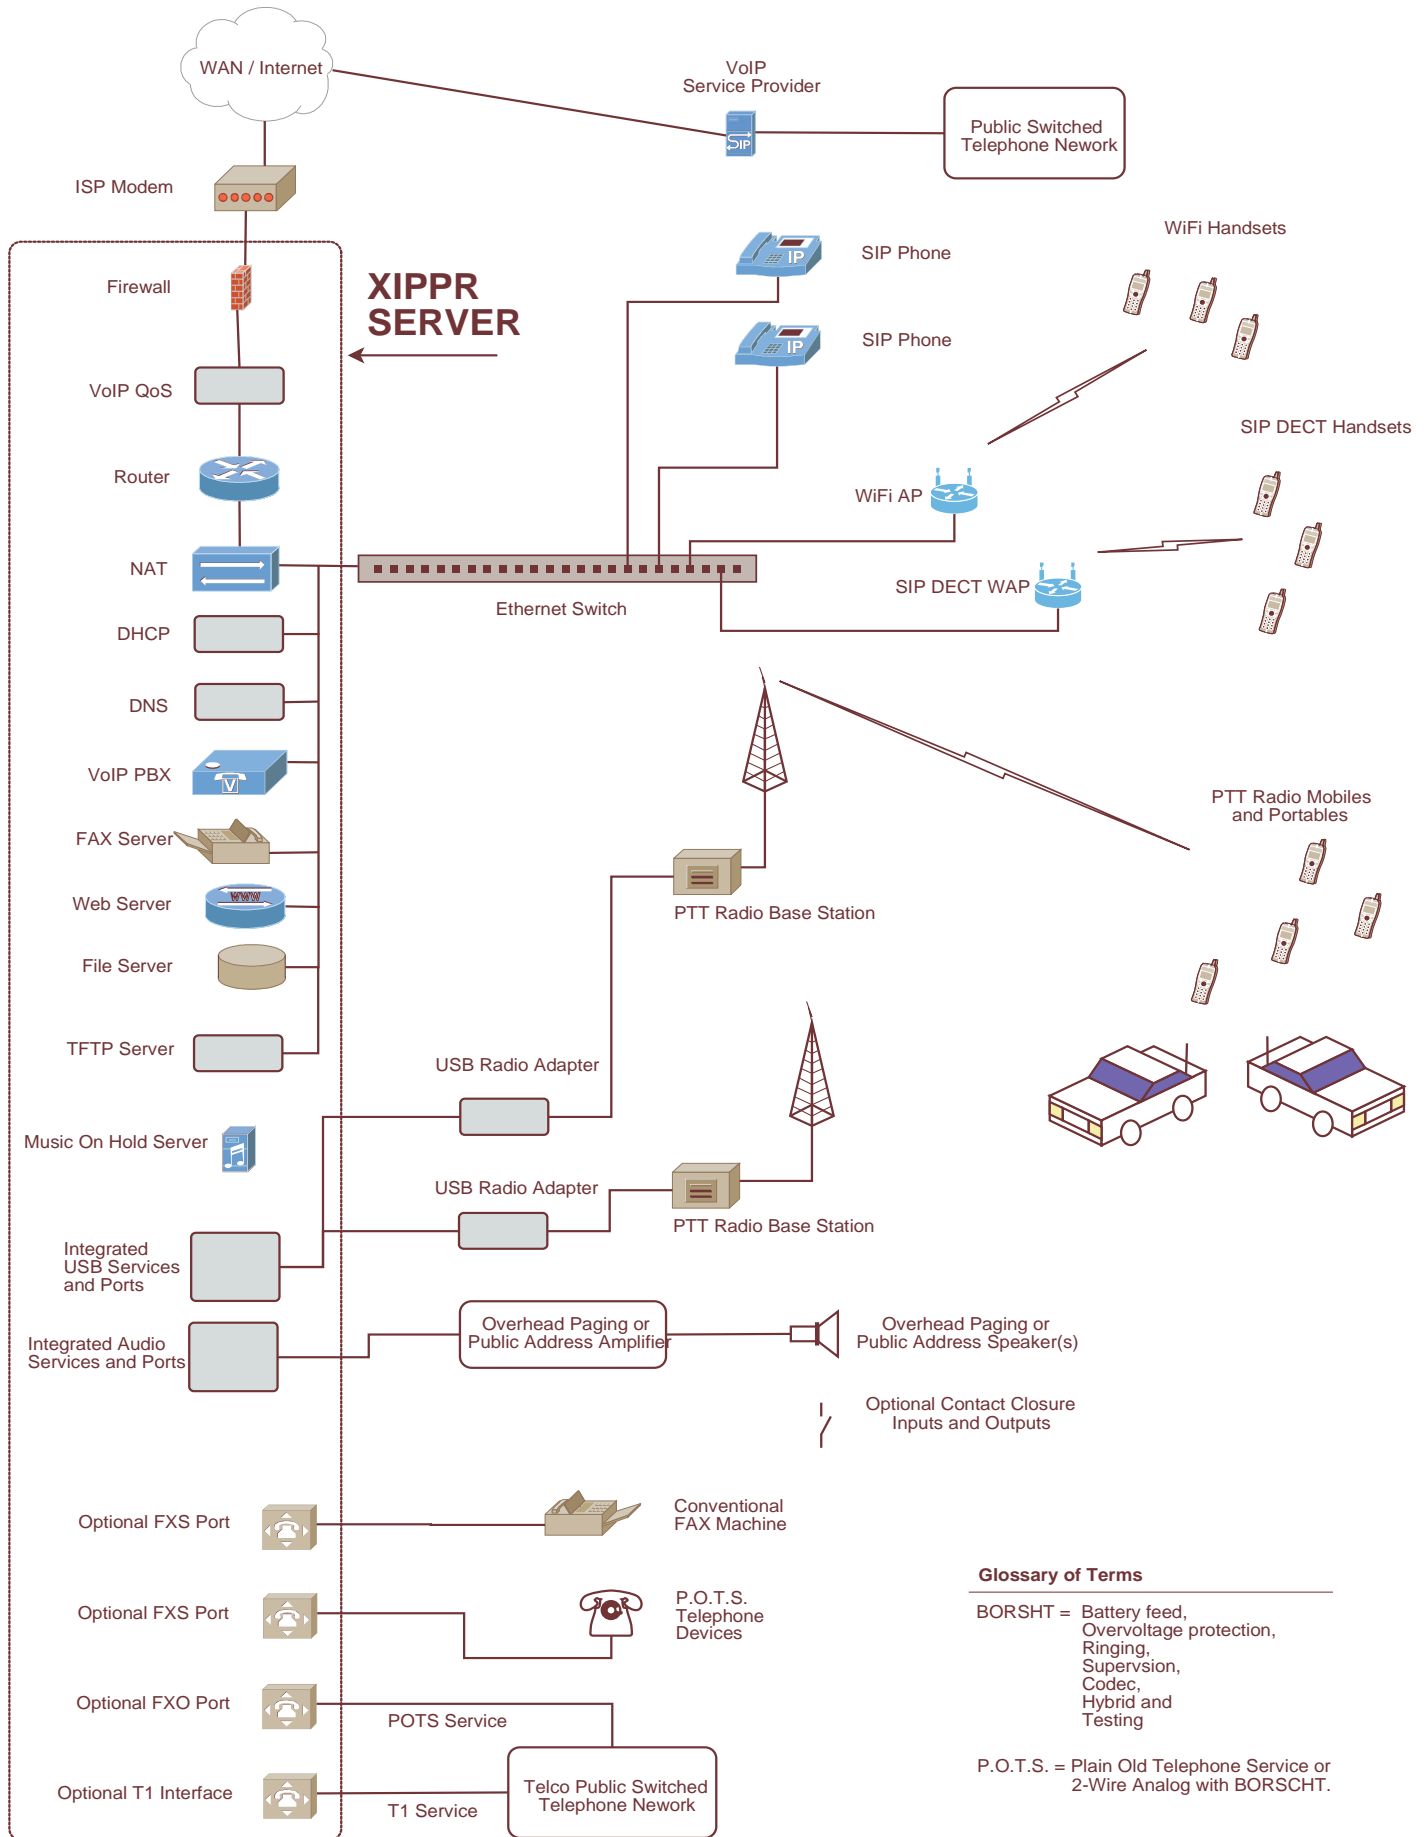 WAN / Internet
VoIP
Service Provider
SIP
Public Switched
Telephone Nework
ISP Modem
WiFi Handsets
IP
SIP Phone
Firewall
XIPPR
SERVER
IP
SIP Phone
VoIP QoS
SIP DECT Handsets
Router
WiFi AP
NAT
SIP DECT WAP
Ethernet Switch
DHCP
DNS
VoIP PBX
V
PTT Radio Mobiles
and Portables
FAX Server
Web Server
WWW
PTT Radio Base Station
File Server
TFTP Server
USB Radio Adapter
Music On Hold Server
USB Radio Adapter
PTT Radio Base Station
Integrated
USB Services
and Ports
Integrated Audio
Services and Ports
Overhead Paging or
Public Address Amplifier
Overhead Paging or
Public Address Speaker(s)
Optional Contact Closure
Inputs and Outputs
Optional FXS Port
Conventional
FAX Machine
Optional FXS Port
P.O.T.S.
Telephone
Devices
Optional FXO Port
POTS Service
Optional T1 Interface
T1 Service
Telco Public Switched
Telephone Nework
Glossary of Terms
BORSHT = Battery feed,
Overvoltage protection,
Ringing,
Supervsion,
Codec,
Hybrid and
Testing
P.O.T.S. = Plain Old Telephone Service or
2-Wire Analog with BORSCHT.